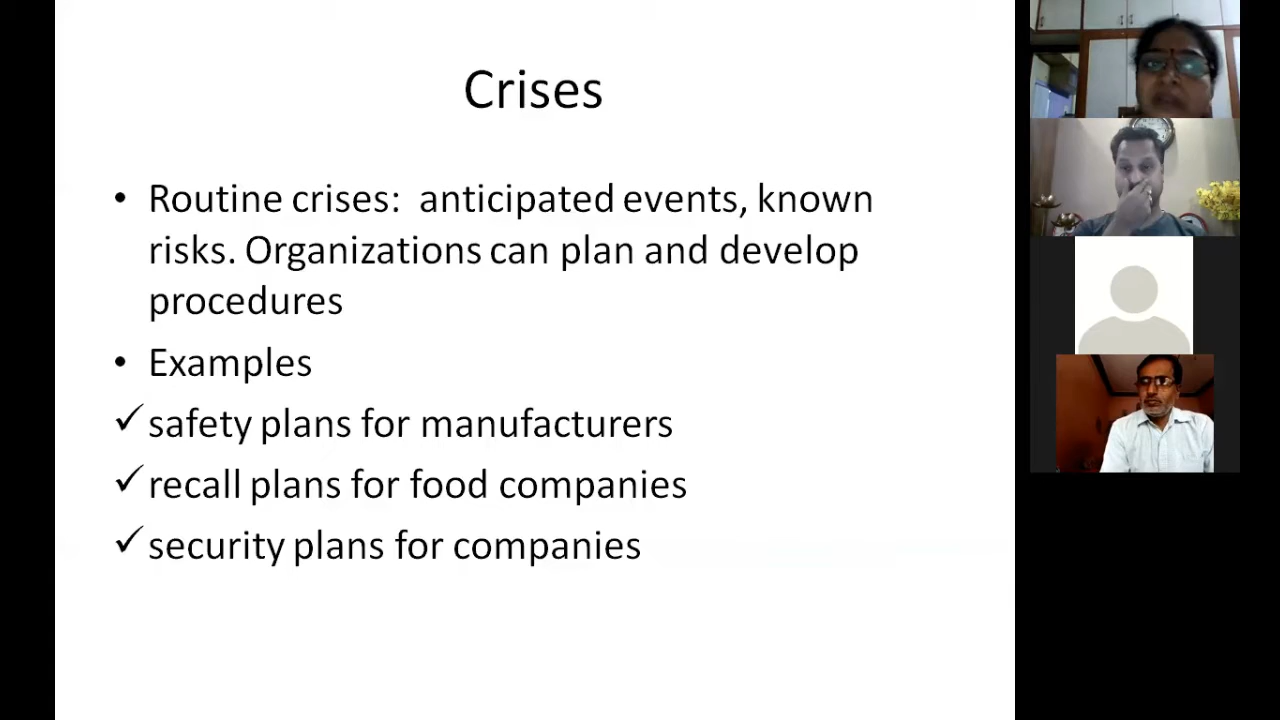 Crises
• Routine crises:  anticipated events, known
risks. Organizations can plan and develop
procedures
• Examples
✓ safety plans for manufacturers
✓ recall plans for food companies
✓ security plans for companies